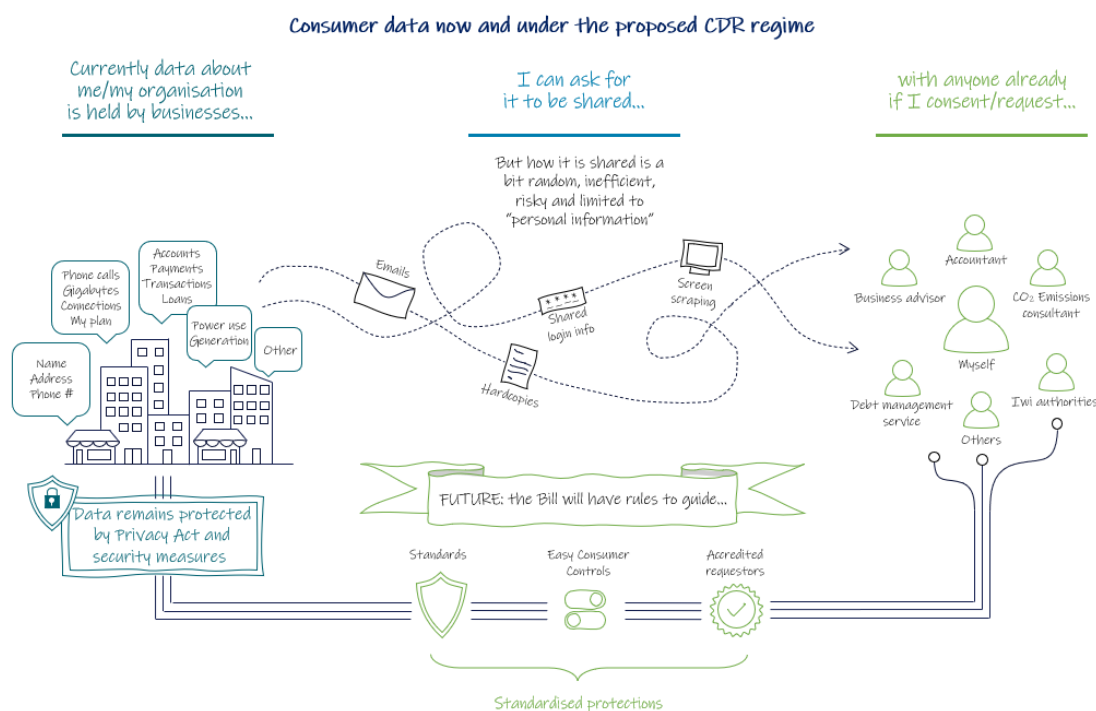 Consumer data now and under the proposed CDR regime
Currently data about
me/my organisation
is held by businesses...
I can ask for
it to be shared...
with anyone already
if I consent/request...
But how it is shared is a
bit random, inefficient,
risky and limited to
"personal information"
Phone calls
Gigabytes
Connections
My plan
Accounts
Payments
Transactions
Loans
Power use
Generation
Other
Name
Address
Phone #
Emails
Shared
login info
Hardcopies
Screen
scraping
Accountant
Business advisor
CO₂ Emissions
consultant
Myself
Debt management
service
Others
Iwi authorities
Data remains protected
by Privacy Act and
security measures
FUTURE: the Bill will have rules to guide...
Standards
Easy Consumer
Controls
Accredited
requestors
Standardised protections